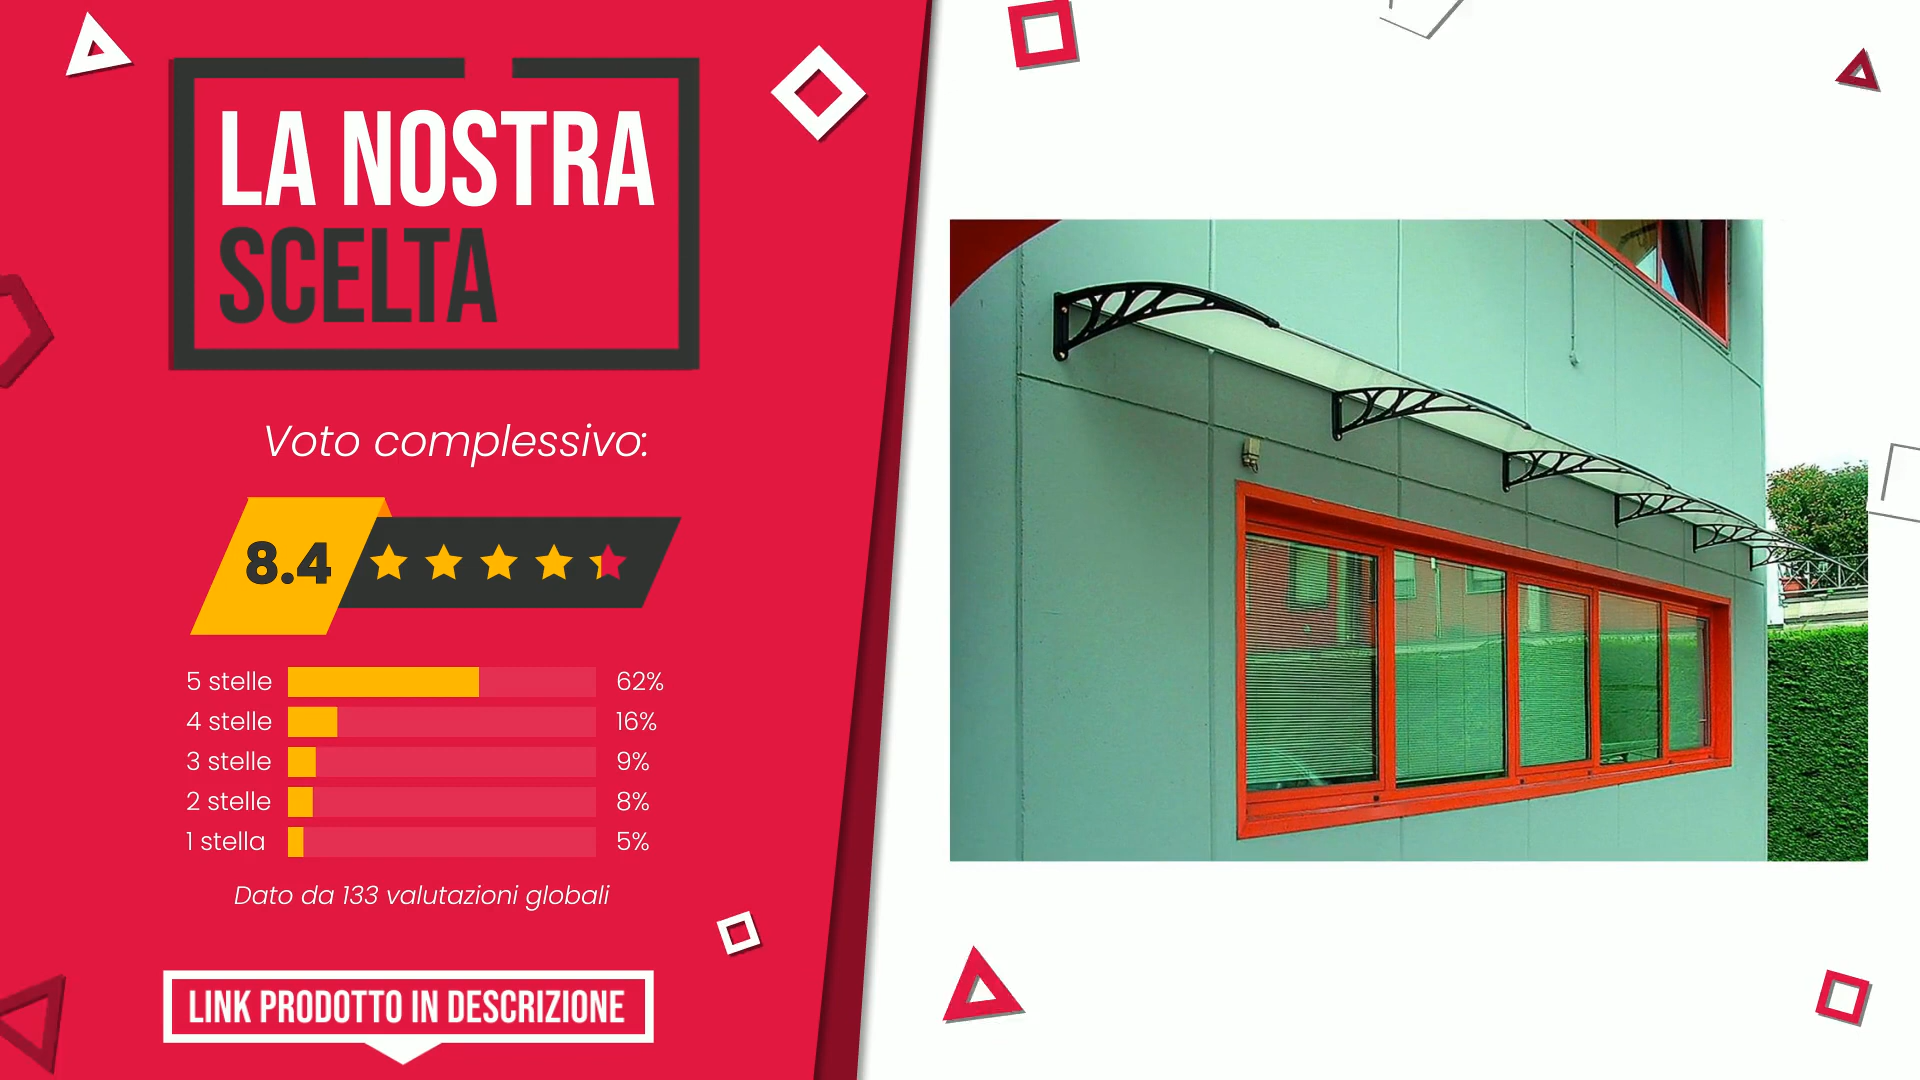 LA NOSTRA
SCELTA
Voto complessivo:
8.4
5 stelle 62%
4 stelle 16%
3 stelle 9%
2 stelle 8%
1 stella 5%
Dato da 133 valutazioni globali
LINK PRODOTTO IN DESCRIZIONE